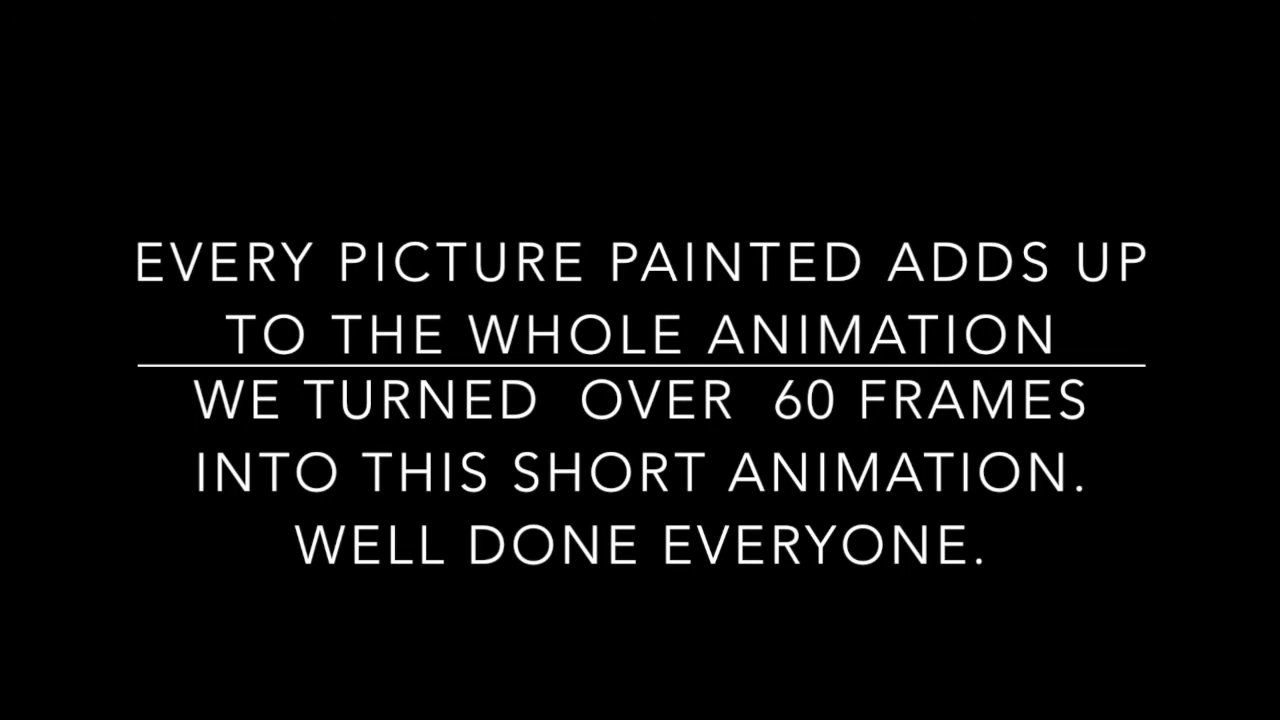 EVERY PICTURE PAINTED ADDS UP
TO THE WHOLE ANIMATION
WE TURNED OVER 60 FRAMES
INTO THIS SHORT ANIMATION.
WELL DONE EVERYONE.